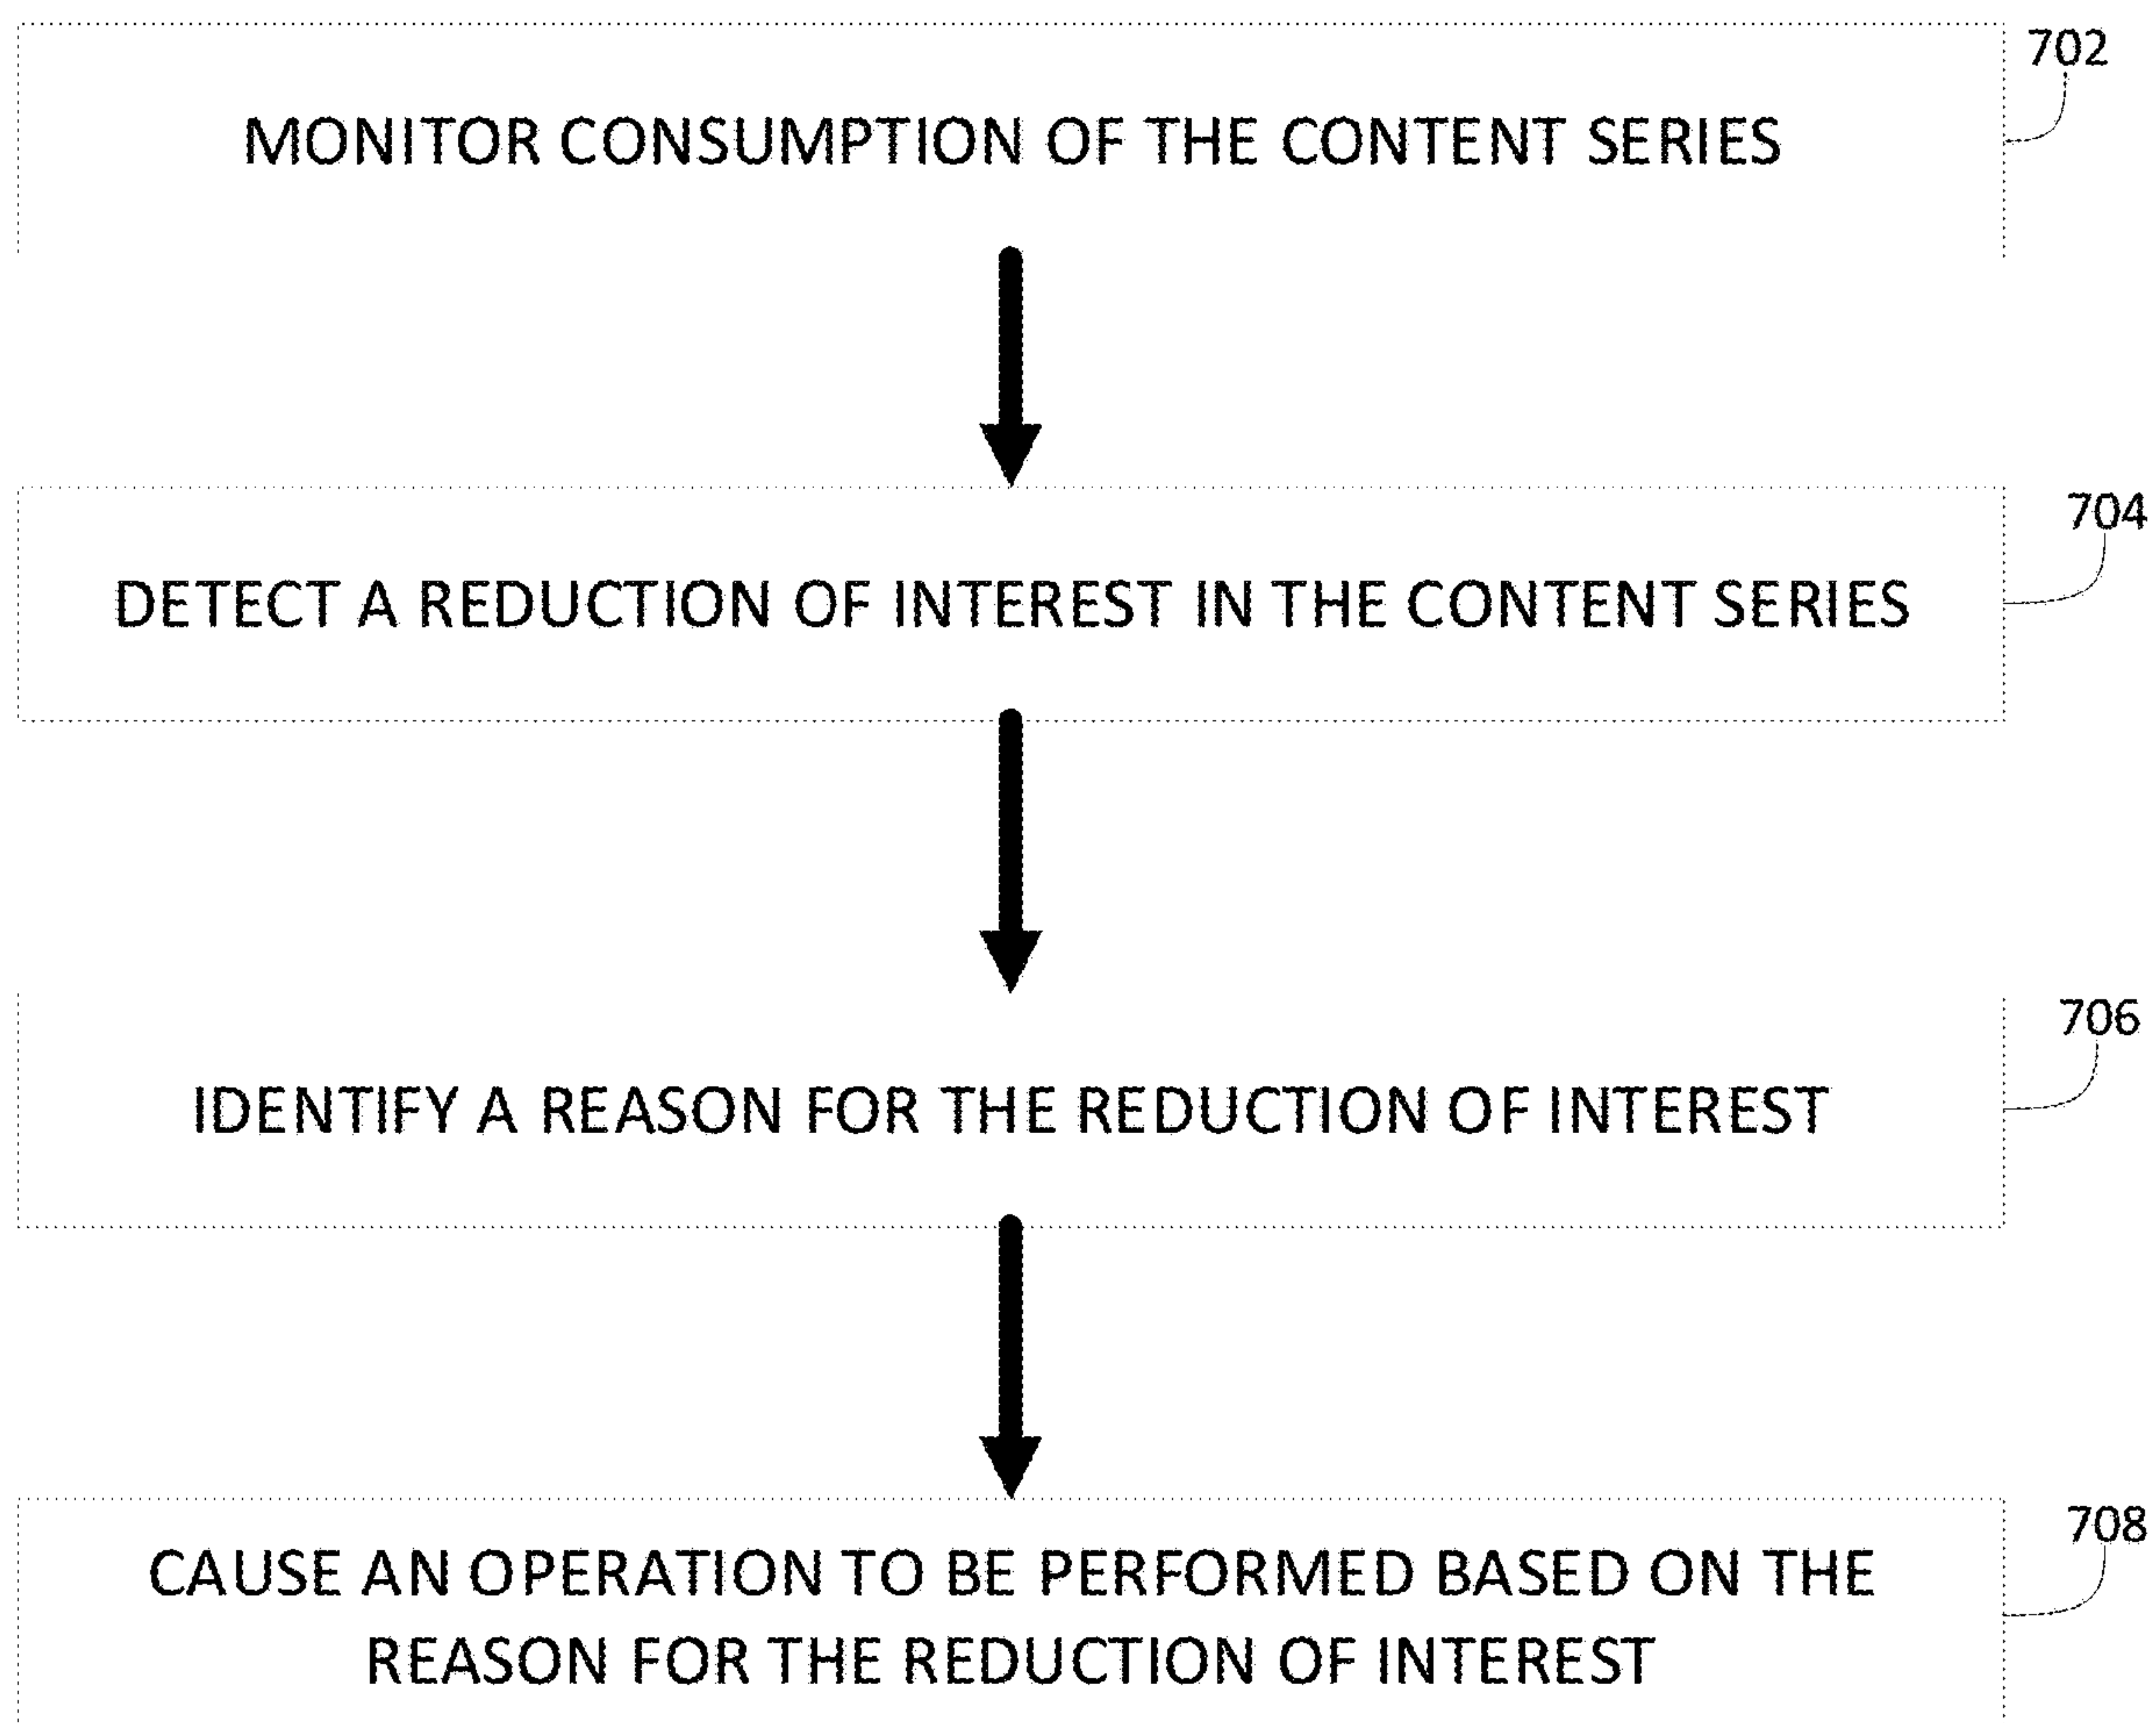 702
MONITOR CONSUMPTION OF THE CONTENT SERIES
704
DETECT A REDUCTION OF INTEREST IN THE CONTENT SERIES
706
IDENTIFY A REASON FOR THE REDUCTION OF INTEREST
708
CAUSE AN OPERATION TO BE PERFORMED BASED ON THE
REASON FOR THE REDUCTION OF INTEREST